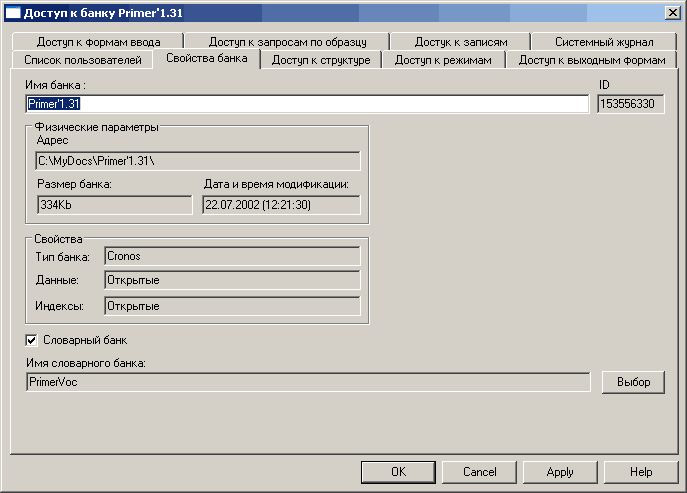 Доступ к банку Primer'1.31
Доступ к формам ввода Доступ к запросам по образцу Достук к записям Системный журнал
Список пользователей Свойства банка Доступ к структуре Доступ к режимам Доступ к выходным формам
Имя банка : ID
Primer'1.31 153556330
Физические параметры
Адрес
C:\MyDocs\Primer'1.31\
Размер банка: Дата и время модификации:
334Kb 22.07.2002 (12:21:30)
Свойства
Тип банка: Cronos
Данные: Открытые
Индексы: Открытые
Словарный банк
Имя словарного банка:
PrimerVoc Выбор
OK Cancel Apply Help